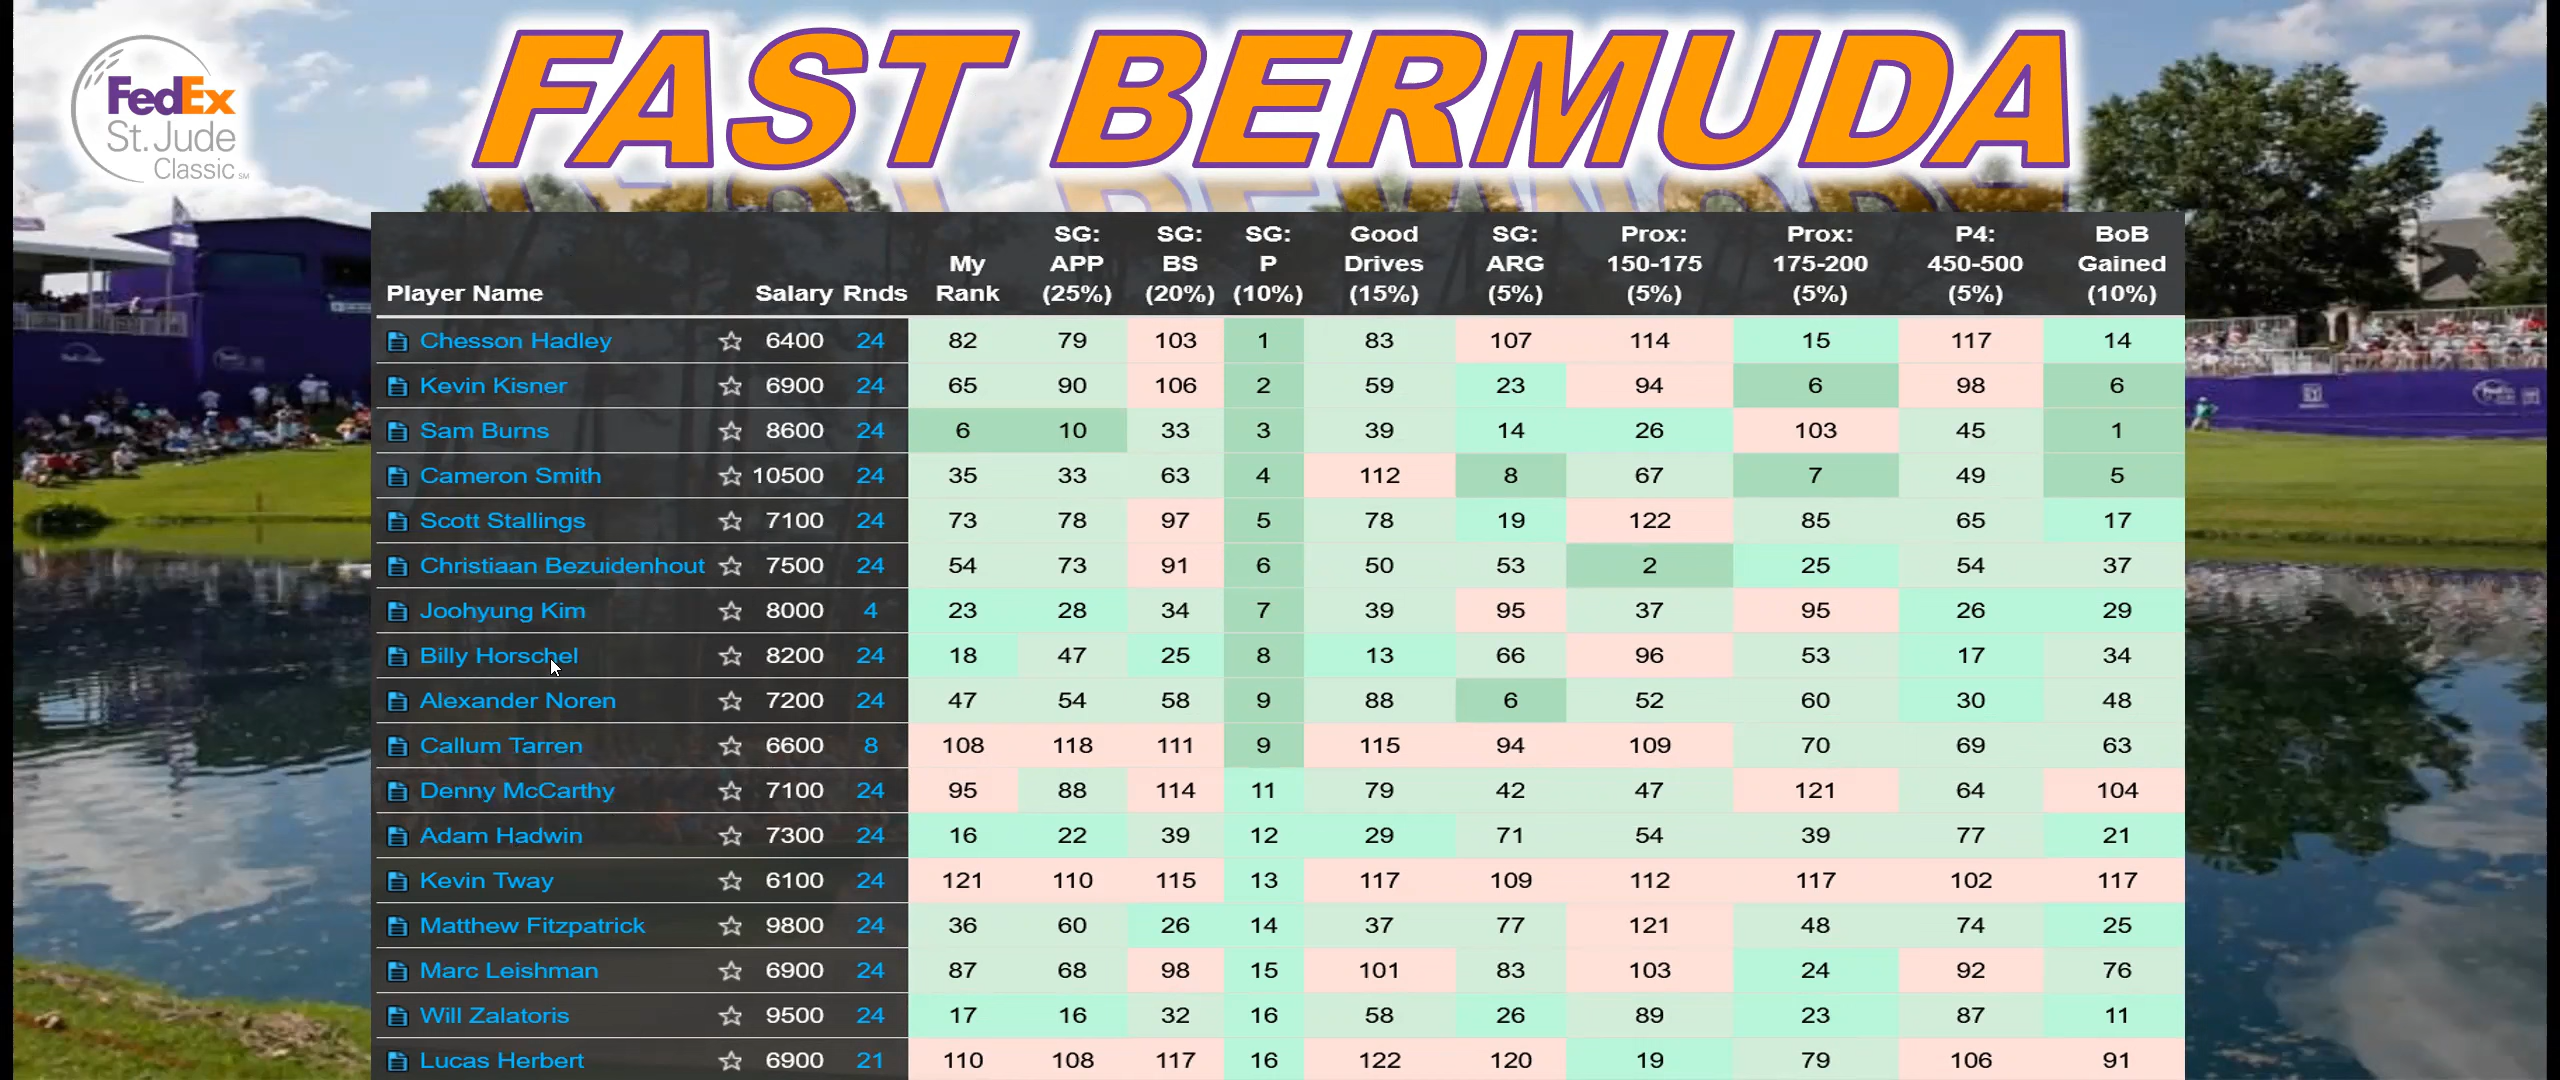 FedEx
St. Jude
Classic SM
FAST BERMUDA
Player Name Salary Rnds My Rank SG: APP (25%) SG: BS (20%) SG: P (10%) Good Drives (15%) SG: ARG (5%) Prox: 150-175 (5%) Prox: 175-200 (5%) P4: 450-500 (5%) BoB Gained (10%)
Chesson Hadley 6400 24 82 79 103 1 83 107 114 15 117 14
Kevin Kisner 6900 24 65 90 106 2 59 23 94 6 98 6
Sam Burns 8600 24 6 10 33 3 39 14 26 103 45 1
Cameron Smith 10500 24 35 33 63 4 112 8 67 7 49 5
Scott Stallings 7100 24 73 78 97 5 78 19 122 85 65 17
Christiaan Bezuidenhout 7500 24 54 73 91 6 50 53 2 25 54 37
Joohyung Kim 8000 4 23 28 34 7 39 95 37 95 26 29
Billy Horschel 8200 24 18 47 25 8 13 66 96 53 17 34
Alexander Noren 7200 24 47 54 58 9 88 6 52 60 30 48
Callum Tarren 6600 8 108 118 111 9 115 94 109 70 69 63
Denny McCarthy 7100 24 95 88 114 11 79 42 47 121 64 104
Adam Hadwin 7300 24 16 22 39 12 29 71 54 39 77 21
Kevin Tway 6100 24 121 110 115 13 117 109 112 117 102 117
Matthew Fitzpatrick 9800 24 36 60 26 14 37 77 121 48 74 25
Marc Leishman 6900 24 87 68 98 15 101 83 103 24 92 76
Will Zalatoris 9500 24 17 16 32 16 58 26 89 23 87 11
Lucas Herbert 6900 21 110 108 117 16 122 120 19 79 106 91